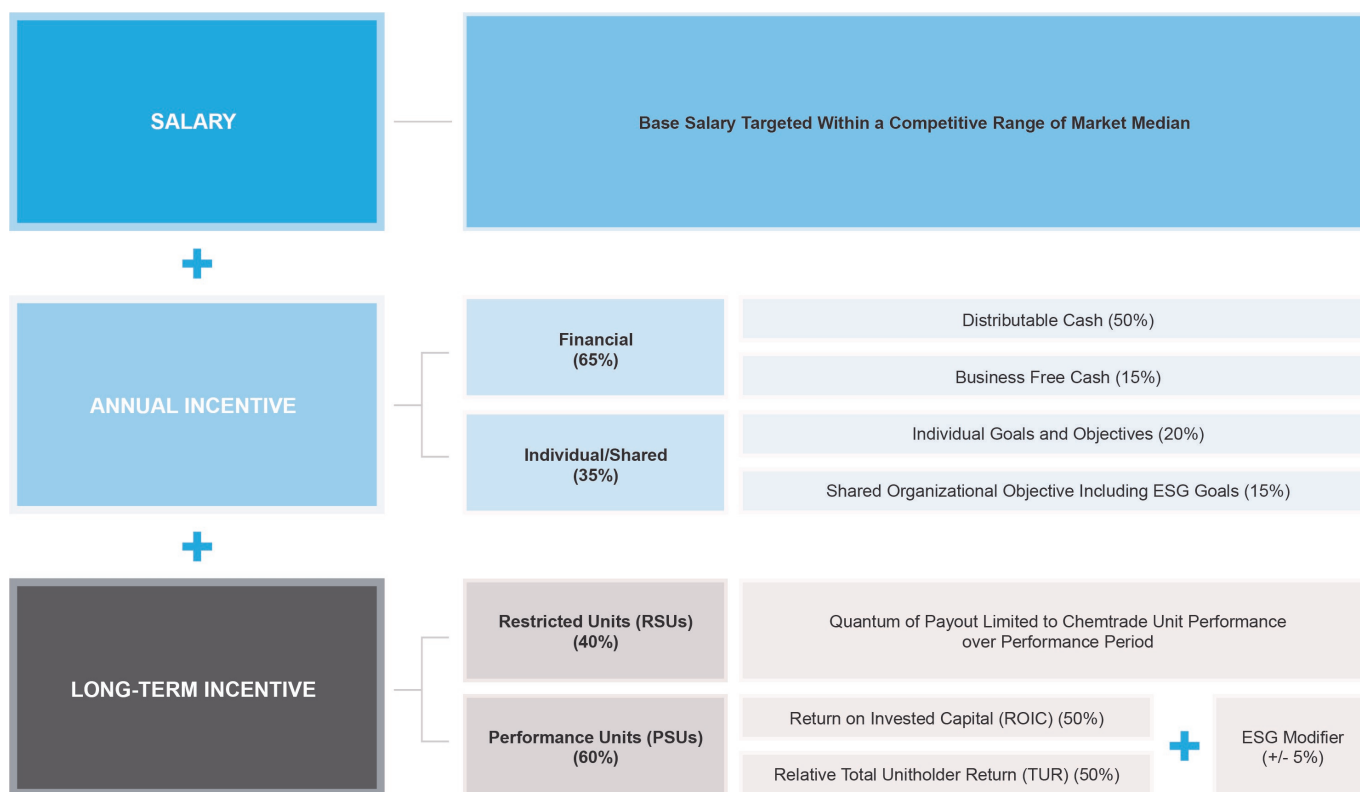 SALARY
Base Salary Targeted Within a Competitive Range of Market Median
+
ANNUAL INCENTIVE
Financial
(65%)
Distributable Cash (50%)
Business Free Cash (15%)
Individual/Shared
(35%)
Individual Goals and Objectives (20%)
Shared Organizational Objective Including ESG Goals (15%)
+
LONG-TERM INCENTIVE
Restricted Units (RSUs)
(40%)
Quantum of Payout Limited to Chemtrade Unit Performance
over Performance Period
Performance Units (PSUs)
(60%)
Return on Invested Capital (ROIC) (50%)
Relative Total Unitholder Return (TUR) (50%)
+
ESG Modifier
(+/- 5%)